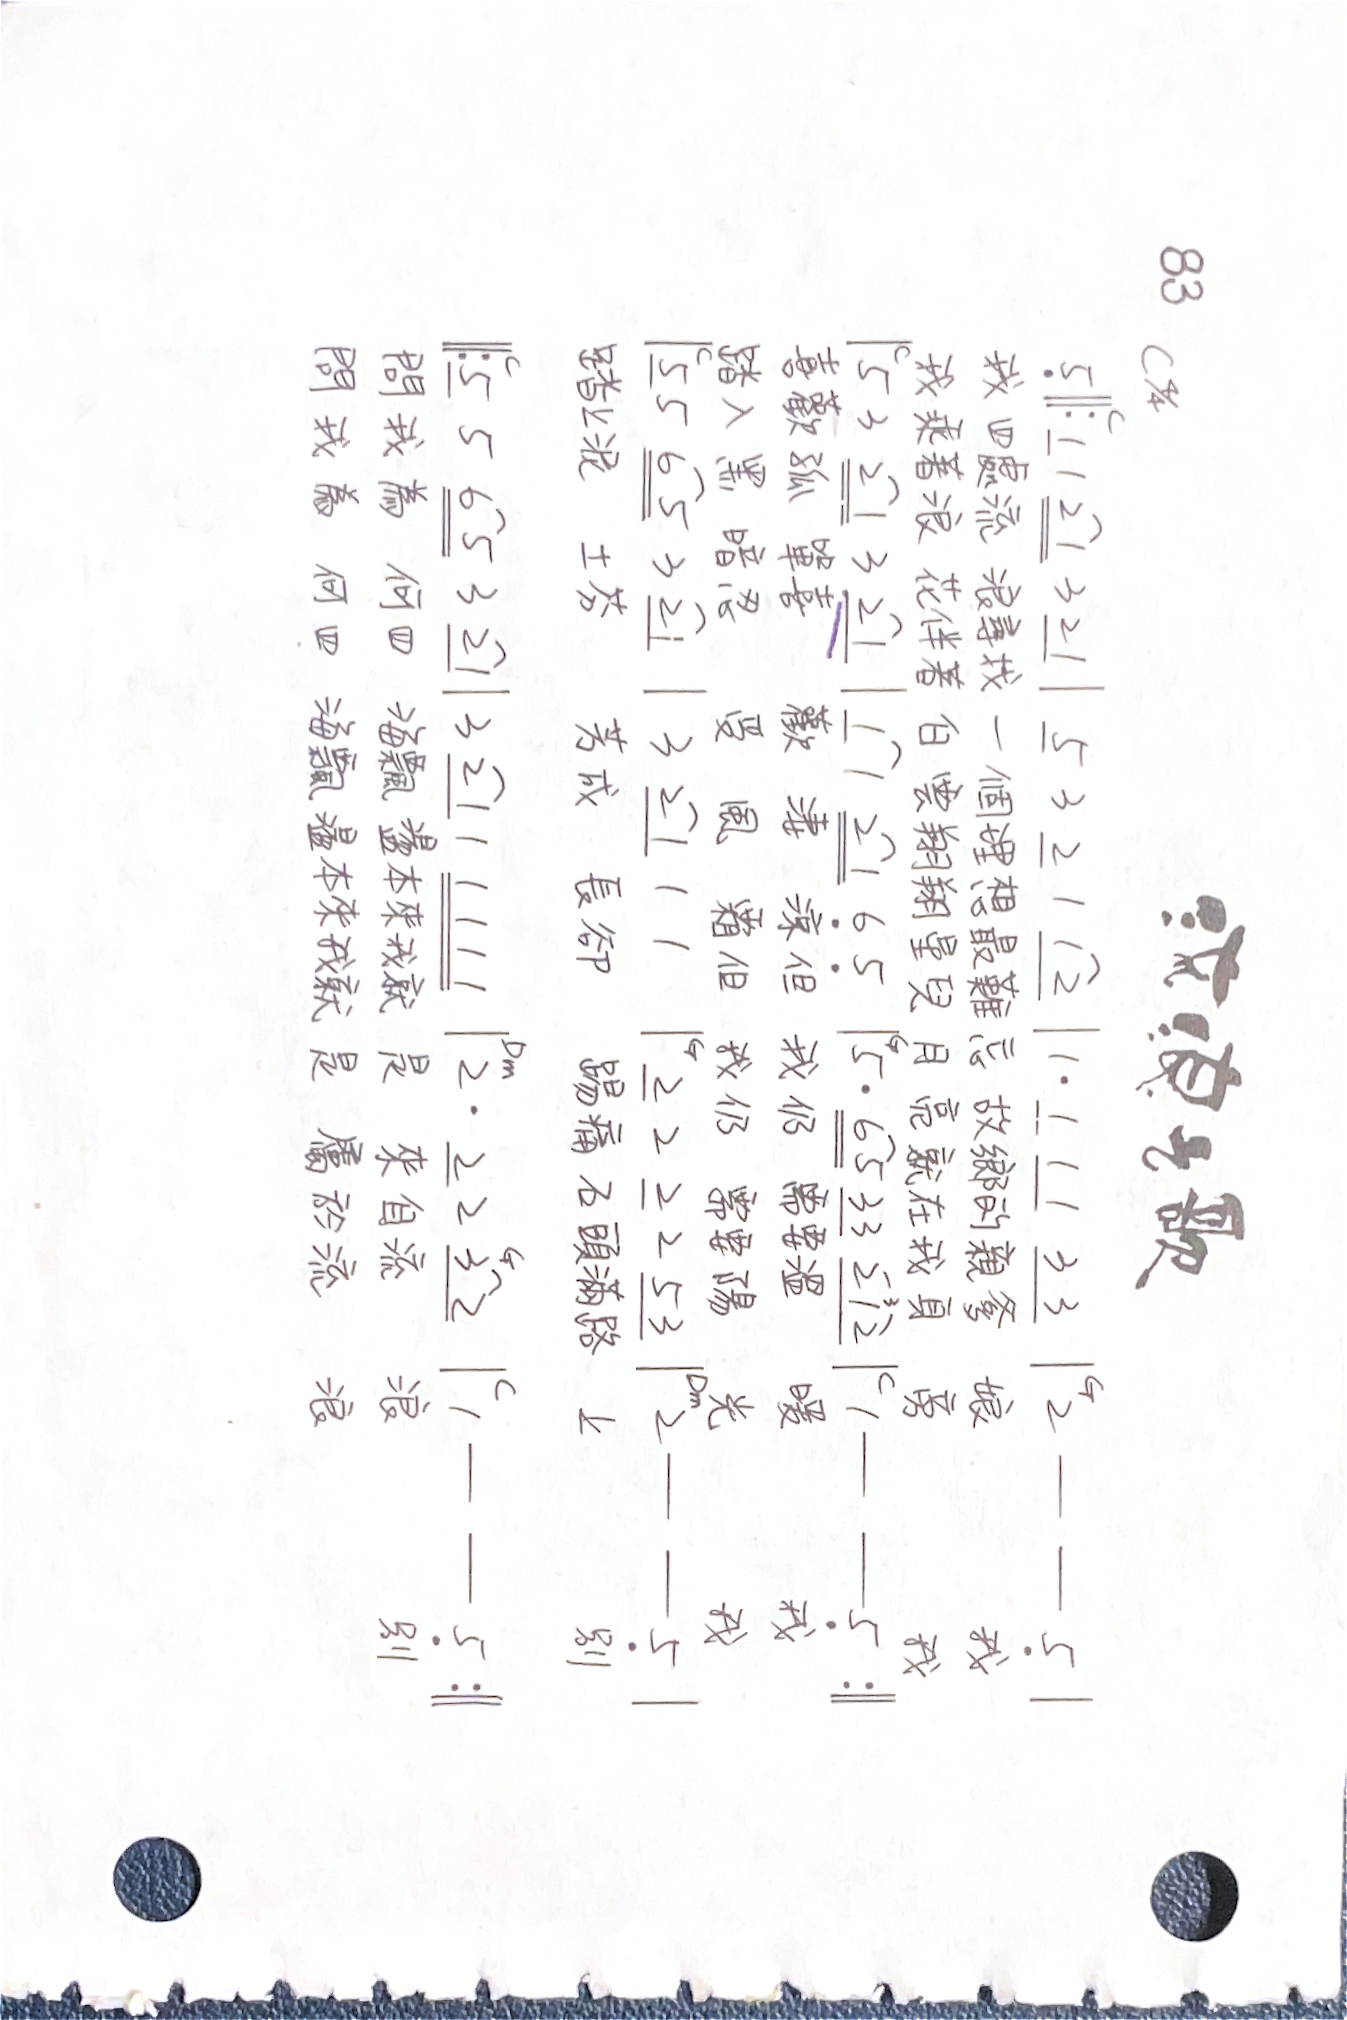 流浪之歌
83
C 4/4
C
5 ‖: 1 1 2 1 3 2 1 | 5 3 2 1 1 2 | 1 · 1 1 1 3 3 | G 2 — — 5 |
我四處流浪尋找一個理想最難忘故鄉的親爹娘 我
我乘著浪花伴著白雲翔翔星兒月亮就在我身旁 我
| C 5 3 2 1 3 2 1 | 1 1 2 1 6 5 | G 5 · 6 5 3 3 2 1 2 | C 1 — — 5 :‖
3
喜歡孤單喜歡淒涼但我仍需要溫暖 我
踏入黑暗忍受風霜但我仍需要陽光 我
| C 5 5 6 5 3 2 1 | 3 2 1 1 1 | G 2 2 2 2 5 3 | Dm 2 — — 5 |
踏上泥土芬芳成長卻踢痛石頭滿路上 別
‖: C 5 5 6 5 3 2 1 | 3 2 1 1 1 1 1 1 | Dm 2 · 2 2 G 3 2 | C 1 — — 5 :‖
問我為何四海飄盪本來我就是來自流浪 別
問我為何四海飄盪本來我就是屬於流浪